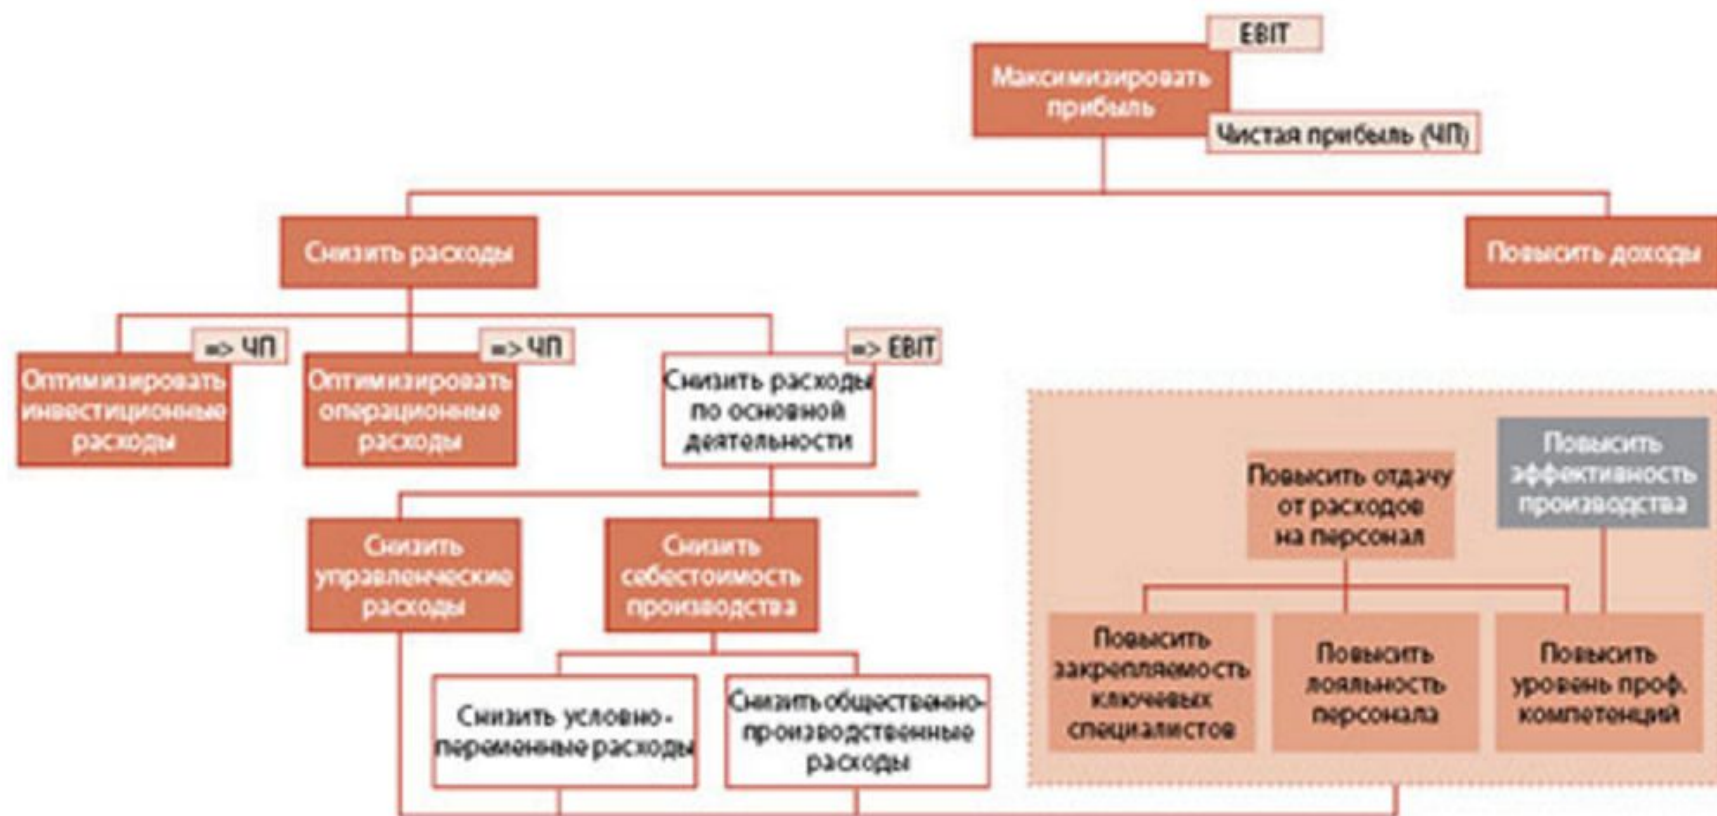 EBIT
Максимизировать
прибыль
Чистая прибыль (ЧП)
Снизить расходы
Повысить доходы
=> ЧП
=> ЧП
=> EBIT
Оптимизировать
инвестиционные
расходы
Оптимизировать
операционные
расходы
Снизить расходы
по основной
деятельности
Повысить отдачу
от расходов
на персонал
Повысить
эффективность
производства
Снизить
управленческие
расходы
Снизить
себестоимость
производства
Повысить
закрепляемость
ключевых
специалистов
Повысить
лояльность
персонала
Повысить
уровень проф.
компетенций
Снизить условно-
переменные расходы
Снизить общественно-
производственные
расходы